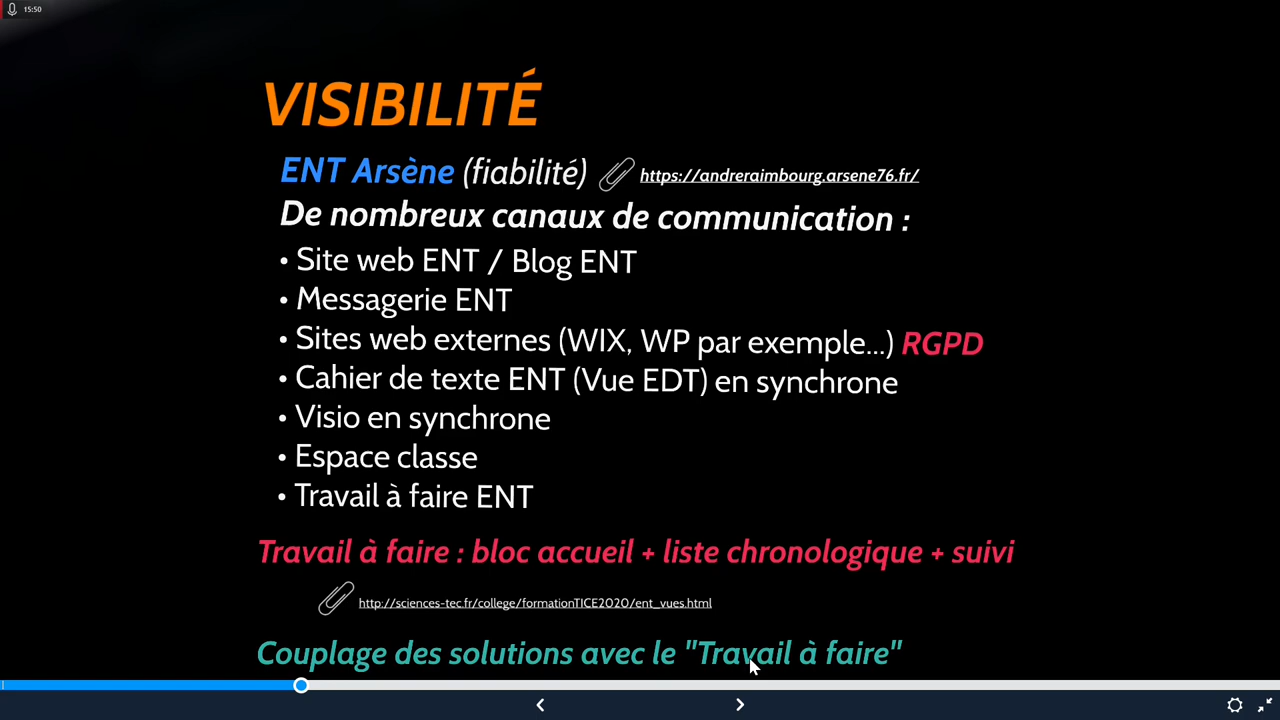 15:50
VISIBILITÉ
ENT Arsène (fiabilité) https://andreraimbourg.arsene76.fr/
De nombreux canaux de communication :
• Site web ENT / Blog ENT
• Messagerie ENT
• Sites web externes (WIX, WP par exemple...) RGPD
• Cahier de texte ENT (Vue EDT) en synchrone
• Visio en synchrone
• Espace classe
• Travail à faire ENT
Travail à faire : bloc accueil + liste chronologique + suivi
http://sciences-tec.fr/college/formationTICE2020/ent_vues.html
Couplage des solutions avec le "Travail à faire"